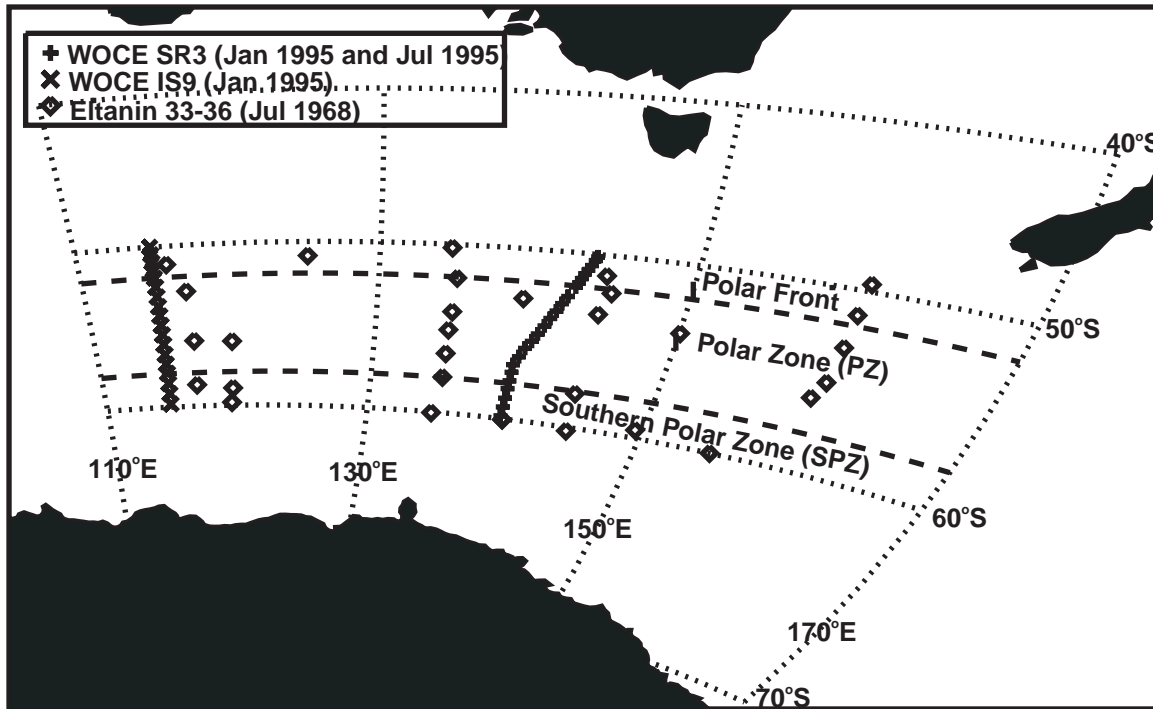 WOCE SR3 (Jan 1995 and Jul 1995)
WOCE IS9 (Jan 1995)
Eltanin 33-36 (Jul 1968)
40°S
Polar Front
50°S
Polar Zone (PZ)
Southern Polar Zone (SPZ)
110°E
130°E
150°E
60°S
170°E
70°S